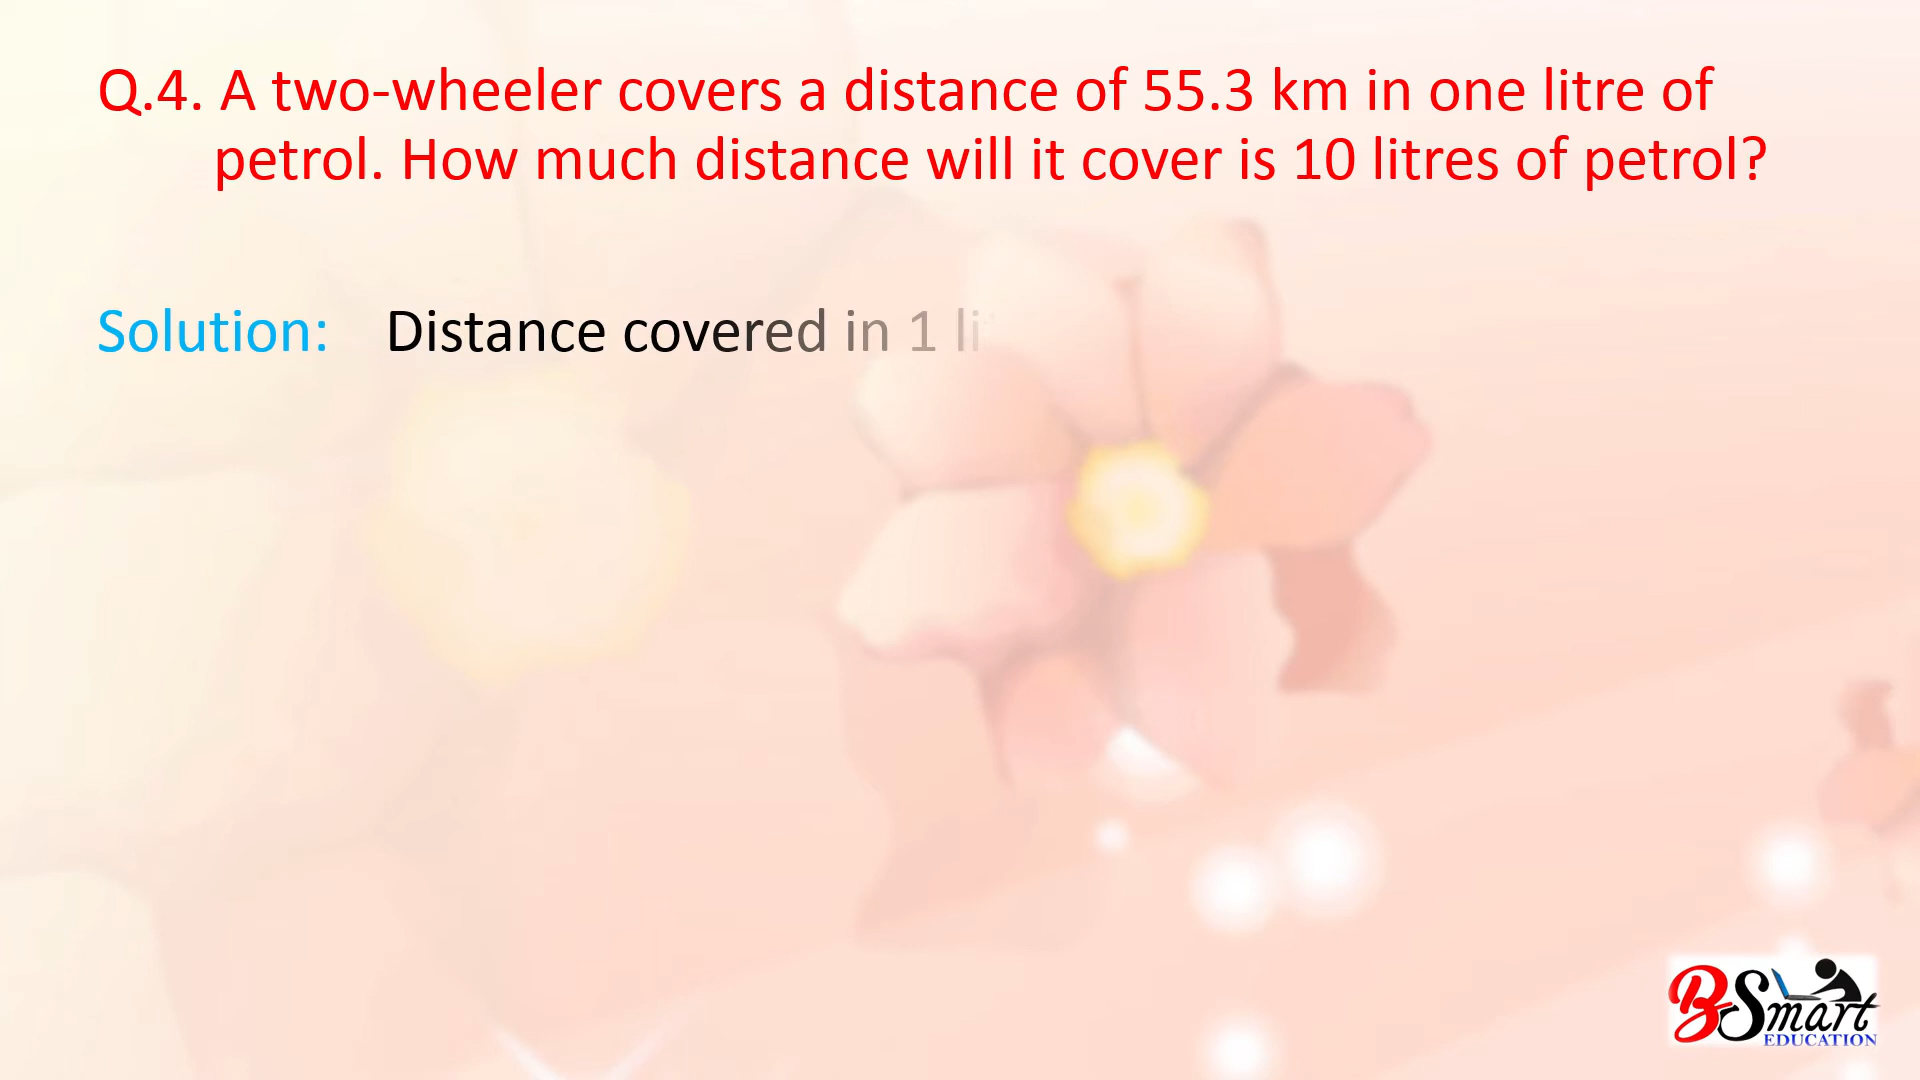 Q.4. A two-wheeler covers a distance of 55.3 km in one litre of
petrol. How much distance will it cover is 10 litres of petrol?
Solution: Distance covered in 1
BSmart
EDUCATION